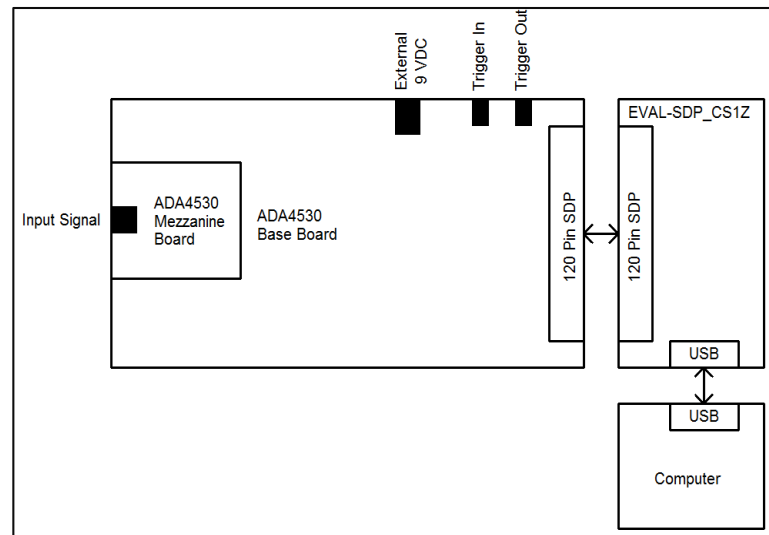 External
9 VDC
Trigger In
Trigger Out
EVAL-SDP_CS1Z
Input Signal
ADA4530
Mezzanine
Board
ADA4530
Base Board
120 Pin SDP
120 Pin SDP
USB
USB
Computer